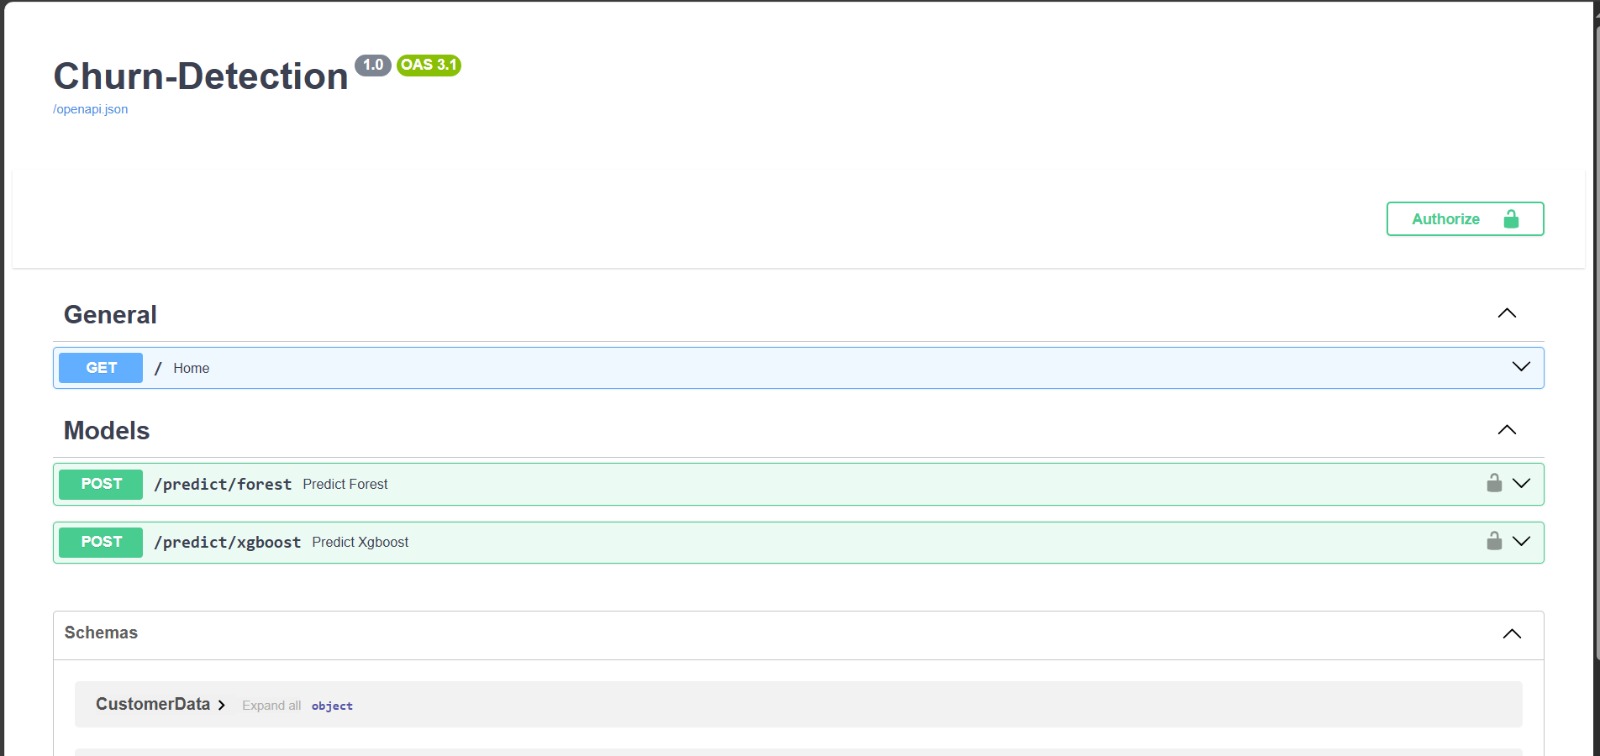 Churn-Detection 1.0 OAS 3.1
/openapi.json
Authorize
General
GET / Home
Models
POST /predict/forest Predict Forest
POST /predict/xgboost Predict Xgboost
Schemas
CustomerData Expand all object